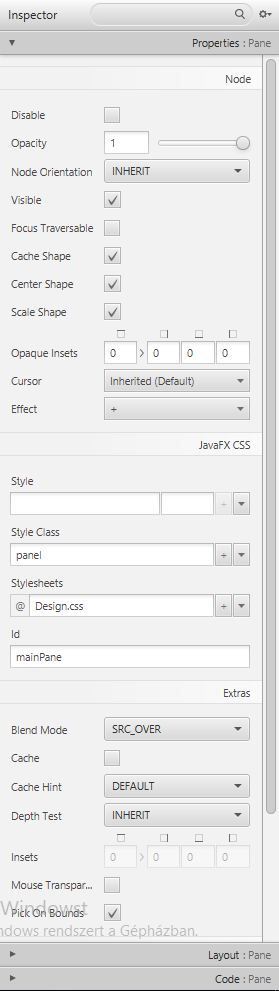 Inspector
Properties : Pane
Node
Disable
Opacity 1
Node Orientation INHERIT
Visible
Focus Traversable
Cache Shape
Center Shape
Scale Shape
Opaque Insets 0 0 0 0
Cursor Inherited (Default)
Effect +
JavaFX CSS
Style
+
Style Class
panel +
Stylesheets
@ Design.css +
Id
mainPane
Extras
Blend Mode SRC_OVER
Cache
Cache Hint DEFAULT
Depth Test INHERIT
Insets 0 0 0 0
Mouse Transpar...
Windowst
Pick On Bounds
ndows rendszert a Gépházban.
Layout : Pane
Code : Pane